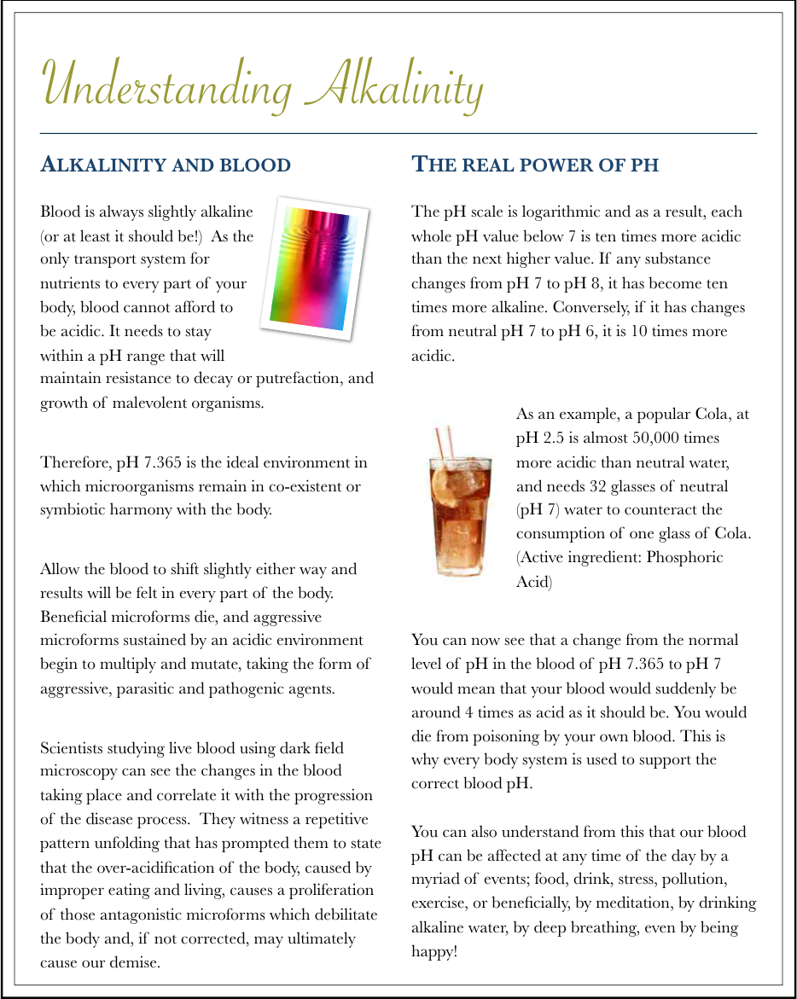 Understanding Alkalinity
ALKALINITY AND BLOOD
Blood is always slightly alkaline
(or at least it should be!)  As the
only transport system for
nutrients to every part of your
body, blood cannot afford to
be acidic. It needs to stay
within a pH range that will
maintain resistance to decay or putrefaction, and
growth of malevolent organisms.
Therefore, pH 7.365 is the ideal environment in
which microorganisms remain in co-existent or
symbiotic harmony with the body.
Allow the blood to shift slightly either way and
results will be felt in every part of the body.
Beneficial microforms die, and aggressive
microforms sustained by an acidic environment
begin to multiply and mutate, taking the form of
aggressive, parasitic and pathogenic agents.
Scientists studying live blood using dark field
microscopy can see the changes in the blood
taking place and correlate it with the progression
of the disease process.  They witness a repetitive
pattern unfolding that has prompted them to state
that the over-acidification of the body, caused by
improper eating and living, causes a proliferation
of those antagonistic microforms which debilitate
the body and, if not corrected, may ultimately
cause our demise.
THE REAL POWER OF PH
The pH scale is logarithmic and as a result, each
whole pH value below 7 is ten times more acidic
than the next higher value. If any substance
changes from pH 7 to pH 8, it has become ten
times more alkaline. Conversely, if it has changes
from neutral pH 7 to pH 6, it is 10 times more
acidic.
As an example, a popular Cola, at
pH 2.5 is almost 50,000 times
more acidic than neutral water,
and needs 32 glasses of neutral
(pH 7) water to counteract the
consumption of one glass of Cola.
(Active ingredient: Phosphoric
Acid)
You can now see that a change from the normal
level of pH in the blood of pH 7.365 to pH 7
would mean that your blood would suddenly be
around 4 times as acid as it should be. You would
die from poisoning by your own blood. This is
why every body system is used to support the
correct blood pH.
You can also understand from this that our blood
pH can be affected at any time of the day by a
myriad of events; food, drink, stress, pollution,
exercise, or beneficially, by meditation, by drinking
alkaline water, by deep breathing, even by being
happy!